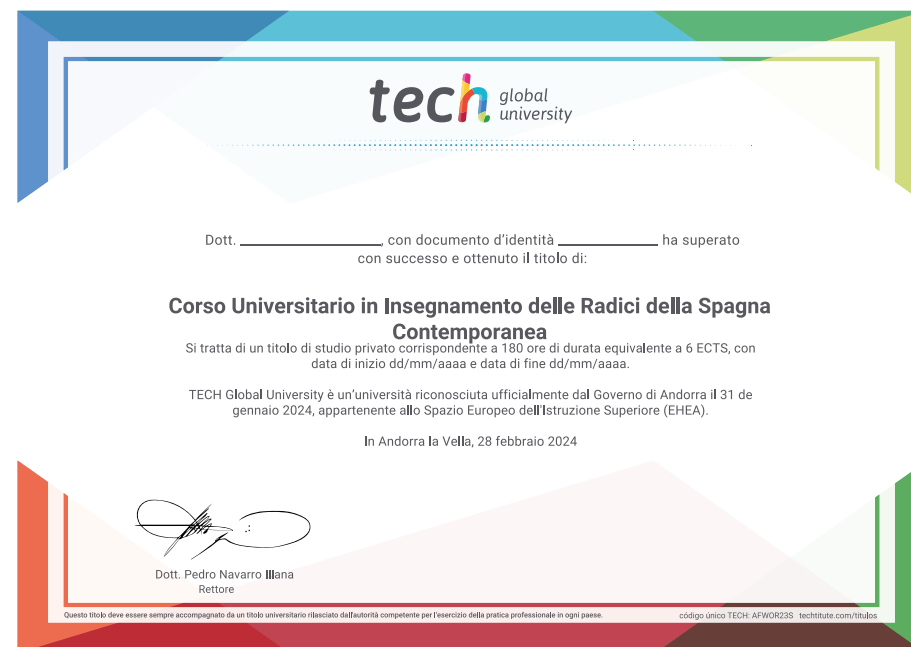 tech global university
Dott. ____________________, con documento d'identità ______________ ha superato
con successo e ottenuto il titolo di:
Corso Universitario in Insegnamento delle Radici della Spagna
Contemporanea
Si tratta di un titolo di studio privato corrispondente a 180 ore di durata equivalente a 6 ECTS, con
data di inizio dd/mm/aaaa e data di fine dd/mm/aaaa.
TECH Global University è un'università riconosciuta ufficialmente dal Governo di Andorra il 31 de
gennaio 2024, appartenente allo Spazio Europeo dell'Istruzione Superiore (EHEA).
In Andorra la Vella, 28 febbraio 2024
Dott. Pedro Navarro Illana
Rettore
Questo titolo deve essere sempre accompagnato da un titolo universitario rilasciato dall'autorità competente per l'esercizio della pratica professionale in ogni paese.
código único TECH: AFWOR23S techtitute.com/titulos